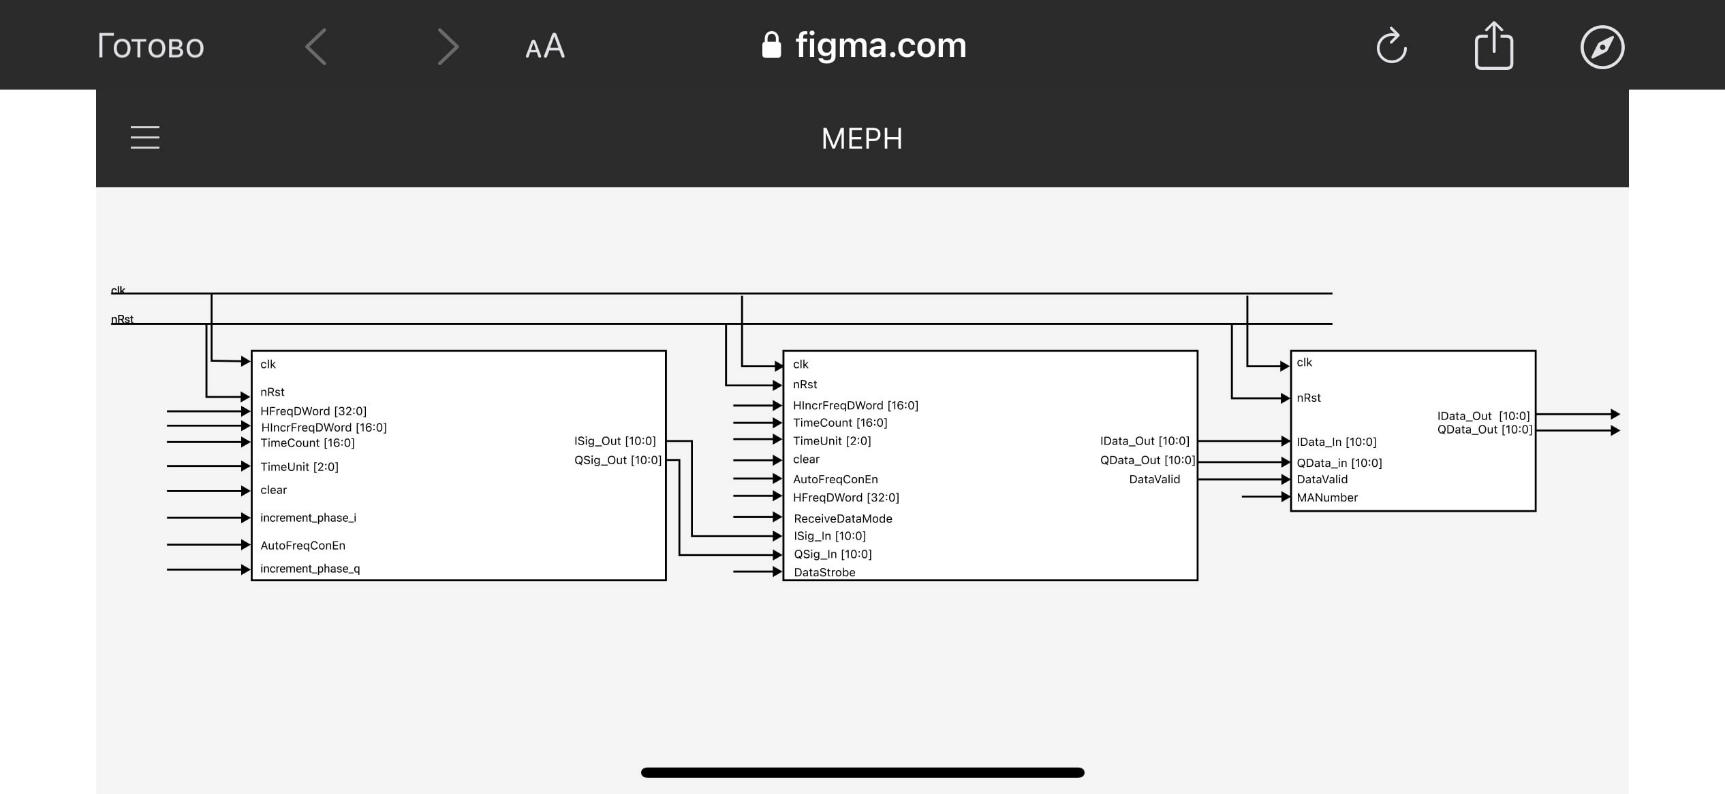 Готово
AA
figma.com
MEPH
clk
nRst
clk
nRst
HFreqDWord [32:0]
HIncrFreqDWord [16:0]
TimeCount [16:0]
TimeUnit [2:0]
clear
increment_phase_i
AutoFreqConEn
increment_phase_q
ISig_Out [10:0]
QSig_Out [10:0]
clk
nRst
HIncrFreqDWord [16:0]
TimeCount [16:0]
TimeUnit [2:0]
clear
AutoFreqConEn
HFreqDWord [32:0]
ReceiveDataMode
ISig_In [10:0]
QSig_In [10:0]
DataStrobe
IData_Out [10:0]
QData_Out [10:0]
DataValid
clk
nRst
IData_In [10:0]
QData_in [10:0]
DataValid
MANumber
IData_Out [10:0]
QData_Out [10:0]